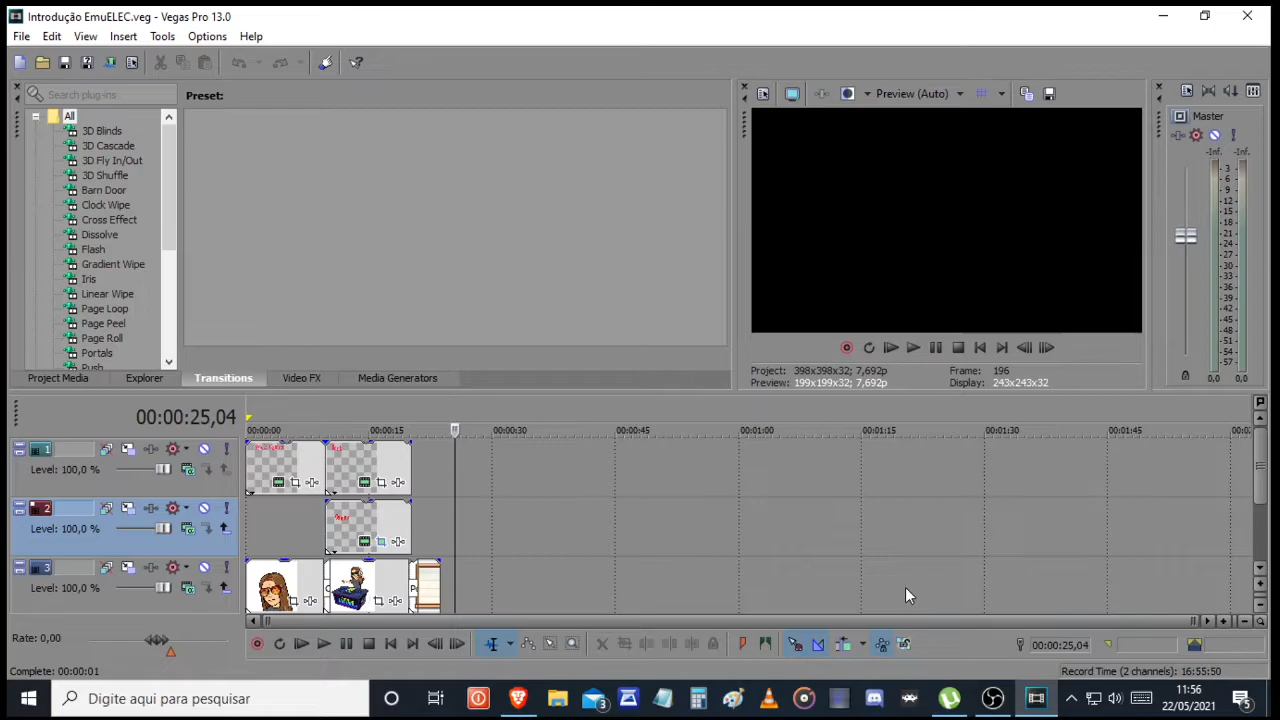 Introdução EmuELEC.veg - Vegas Pro 13.0
File Edit View Insert Tools Options Help
Search plug-ins
Preset:
Preview (Auto)
All
3D Blinds
3D Cascade
3D Fly In/Out
3D Shuffle
Barn Door
Clock Wipe
Cross Effect
Dissolve
Flash
Gradient Wipe
Iris
Linear Wipe
Page Loop
Page Peel
Page Roll
Portals
Push
Master
-Inf. -Inf.
3
6
9
12
15
18
21
24
27
30
33
36
39
42
45
48
51
54
57
0,0 0,0
Project: 398x398x32; 7,692p Frame: 196
Preview: 199x199x32; 7,692p Display: 243x243x32
Project Media Explorer Transitions Video FX Media Generators
00:00:25,04
00:00:00 00:00:15 00:00:30 00:00:45 00:01:00 00:01:15 00:01:30 00:01:45
1
Level: 100,0 %
2
Level: 100,0 %
3
Level: 100,0 %
Rate: 0,00
00:00:25,04
Complete: 00:00:01
Record Time (2 channels): 16:55:50
Digite aqui para pesquisar
3
11:56
22/05/2021
5